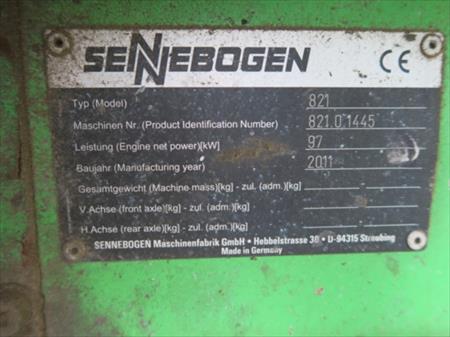 SENNEBOGEN CE
Typ (Model) 821
Maschinen Nr. (Product Identification Number) 821.0.1445
Leistung (Engine net power)[kW] 97
Baujahr (Manufacturing year) 2011
Gesamtgewicht (Machine mass)[kg] - zul. (adm.)[kg] -
V.Achse (front axle)[kg] - zul. (adm.)[kg] -
H.Achse (rear axle)[kg] - zul. (adm.)[kg] -
SENNEBOGEN Maschinenfabrik GmbH • Hebbelstrasse 30 • D-94315 Straubing
Made in Germany